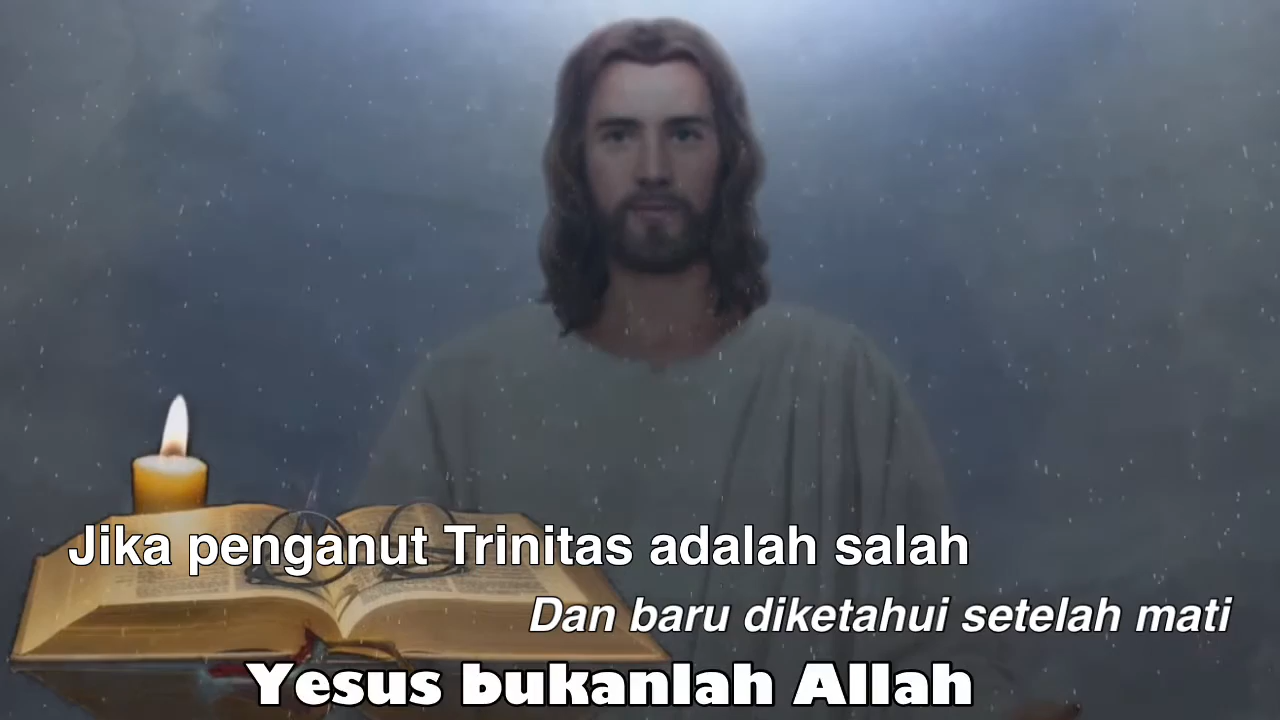 Jika penganut Trinitas adalah salah
Dan baru diketahui setelah mati
Yesus bukanlah Allah